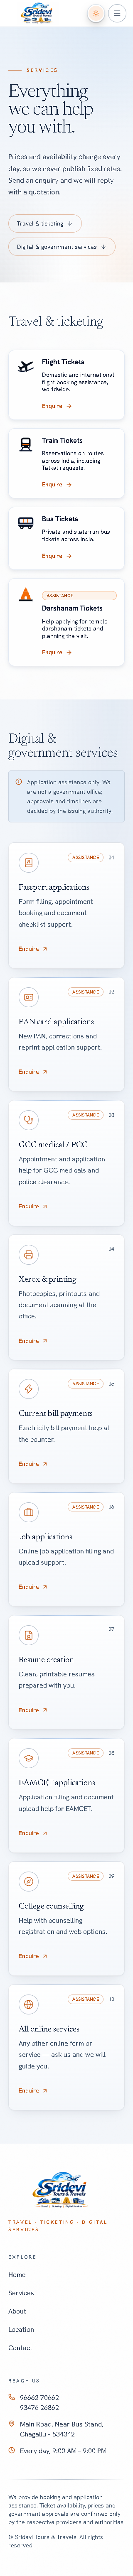 Sridevi
Tours & Travels
SERVICES
Everything
we can help
you with.
Prices and availability change every
day, so we never publish fixed rates.
Send an enquiry and we will reply
with a quotation.
Travel & ticketing ↓
Digital & government services ↓
Travel & ticketing
Flight Tickets
Domestic and international
flight booking assistance,
worldwide.
Enquire →
Train Tickets
Reservations on routes
across India, including
Tatkal requests.
Enquire →
Bus Tickets
Private and state-run bus
tickets across India.
Enquire →
ASSISTANCE
Darshanam Tickets
Help applying for temple
darshanam tickets and
planning the visit.
Enquire →
Digital &
government services
Application assistance only. We
are not a government office;
approvals and timelines are
decided by the issuing authority.
ASSISTANCE 01
Passport applications
Form filling, appointment
booking and document
checklist support.
Enquire ↗
ASSISTANCE 02
PAN card applications
New PAN, corrections and
reprint application support.
Enquire ↗
ASSISTANCE 03
GCC medical / PCC
Appointment and application
help for GCC medicals and
police clearance.
Enquire ↗
04
Xerox & printing
Photocopies, printouts and
document scanning at the
office.
Enquire ↗
ASSISTANCE 05
Current bill payments
Electricity bill payment help at
the counter.
Enquire ↗
ASSISTANCE 06
Job applications
Online job application filing and
upload support.
Enquire ↗
07
Resume creation
Clean, printable resumes
prepared with you.
Enquire ↗
ASSISTANCE 08
EAMCET applications
Application filing and document
upload help for EAMCET.
Enquire ↗
ASSISTANCE 09
College counselling
Help with counselling
registration and web options.
Enquire ↗
ASSISTANCE 10
All online services
Any other online form or
service — ask us and we will
guide you.
Enquire ↗
Sridevi
Tours & Travels
TRAVEL • TICKETING • DIGITAL
SERVICES
EXPLORE
Home
Services
About
Location
Contact
REACH US
96662 70662
93476 26862
Main Road, Near Bus Stand,
Chagallu – 534342
Every day, 9:00 AM – 9:00 PM
We provide booking and application
assistance. Ticket availability, prices and
government approvals are confirmed only
by the respective providers and authorities.
© Sridevi Tours & Travels. All rights
reserved.